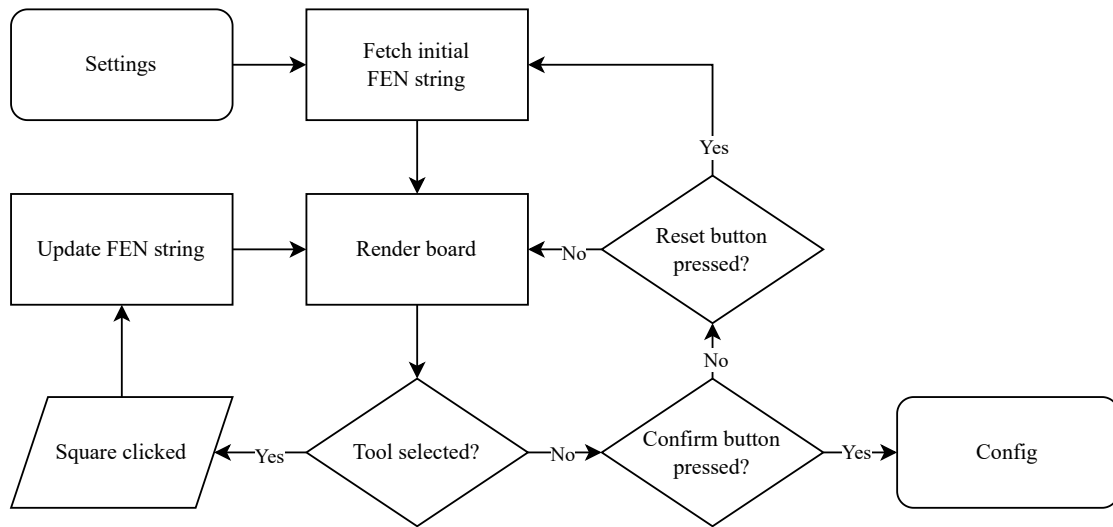 Settings
Fetch initial
FEN string
Yes
Update FEN string
Render board
No
Reset button
pressed?
No
Square clicked
Yes
Tool selected?
No
Confirm button
pressed?
Yes
Config